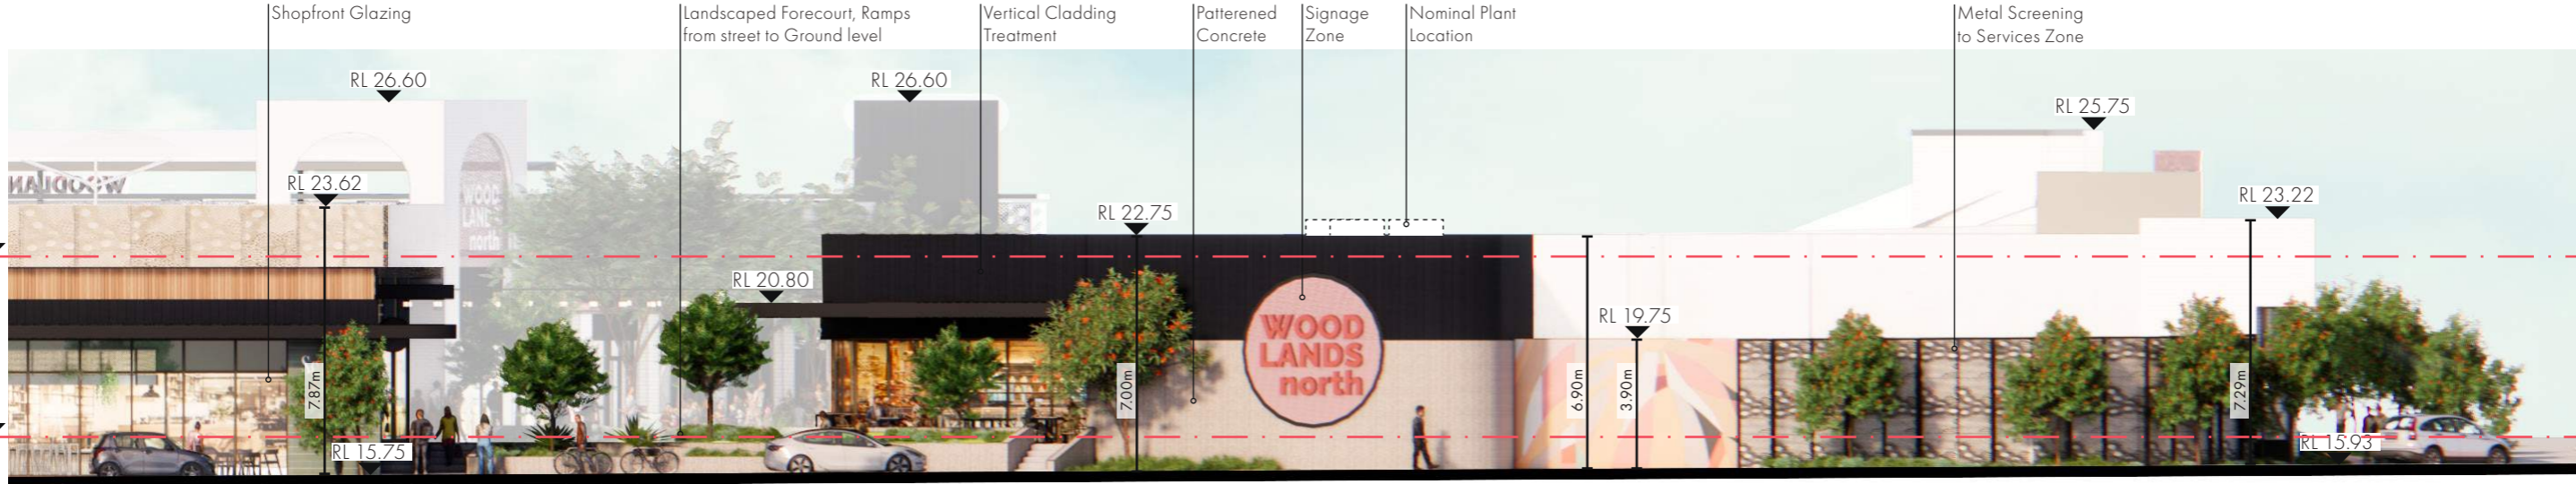 Shopfront Glazing
Landscaped Forecourt, Ramps
from street to Ground level
Vertical Cladding
Treatment
Patterened
Concrete
Signage
Zone
Nominal Plant
Location
Metal Screening
to Services Zone
RL 26.60
RL 26.60
RL 25.75
RL 23.62
RL 22.75
RL 23.22
RL 20.80
RL 19.75
WOOD
LAND
north
WOOD
LANDS
north
7.87m
7.00m
6.90m
3.90m
7.29m
RL 15.75
RL 15.93